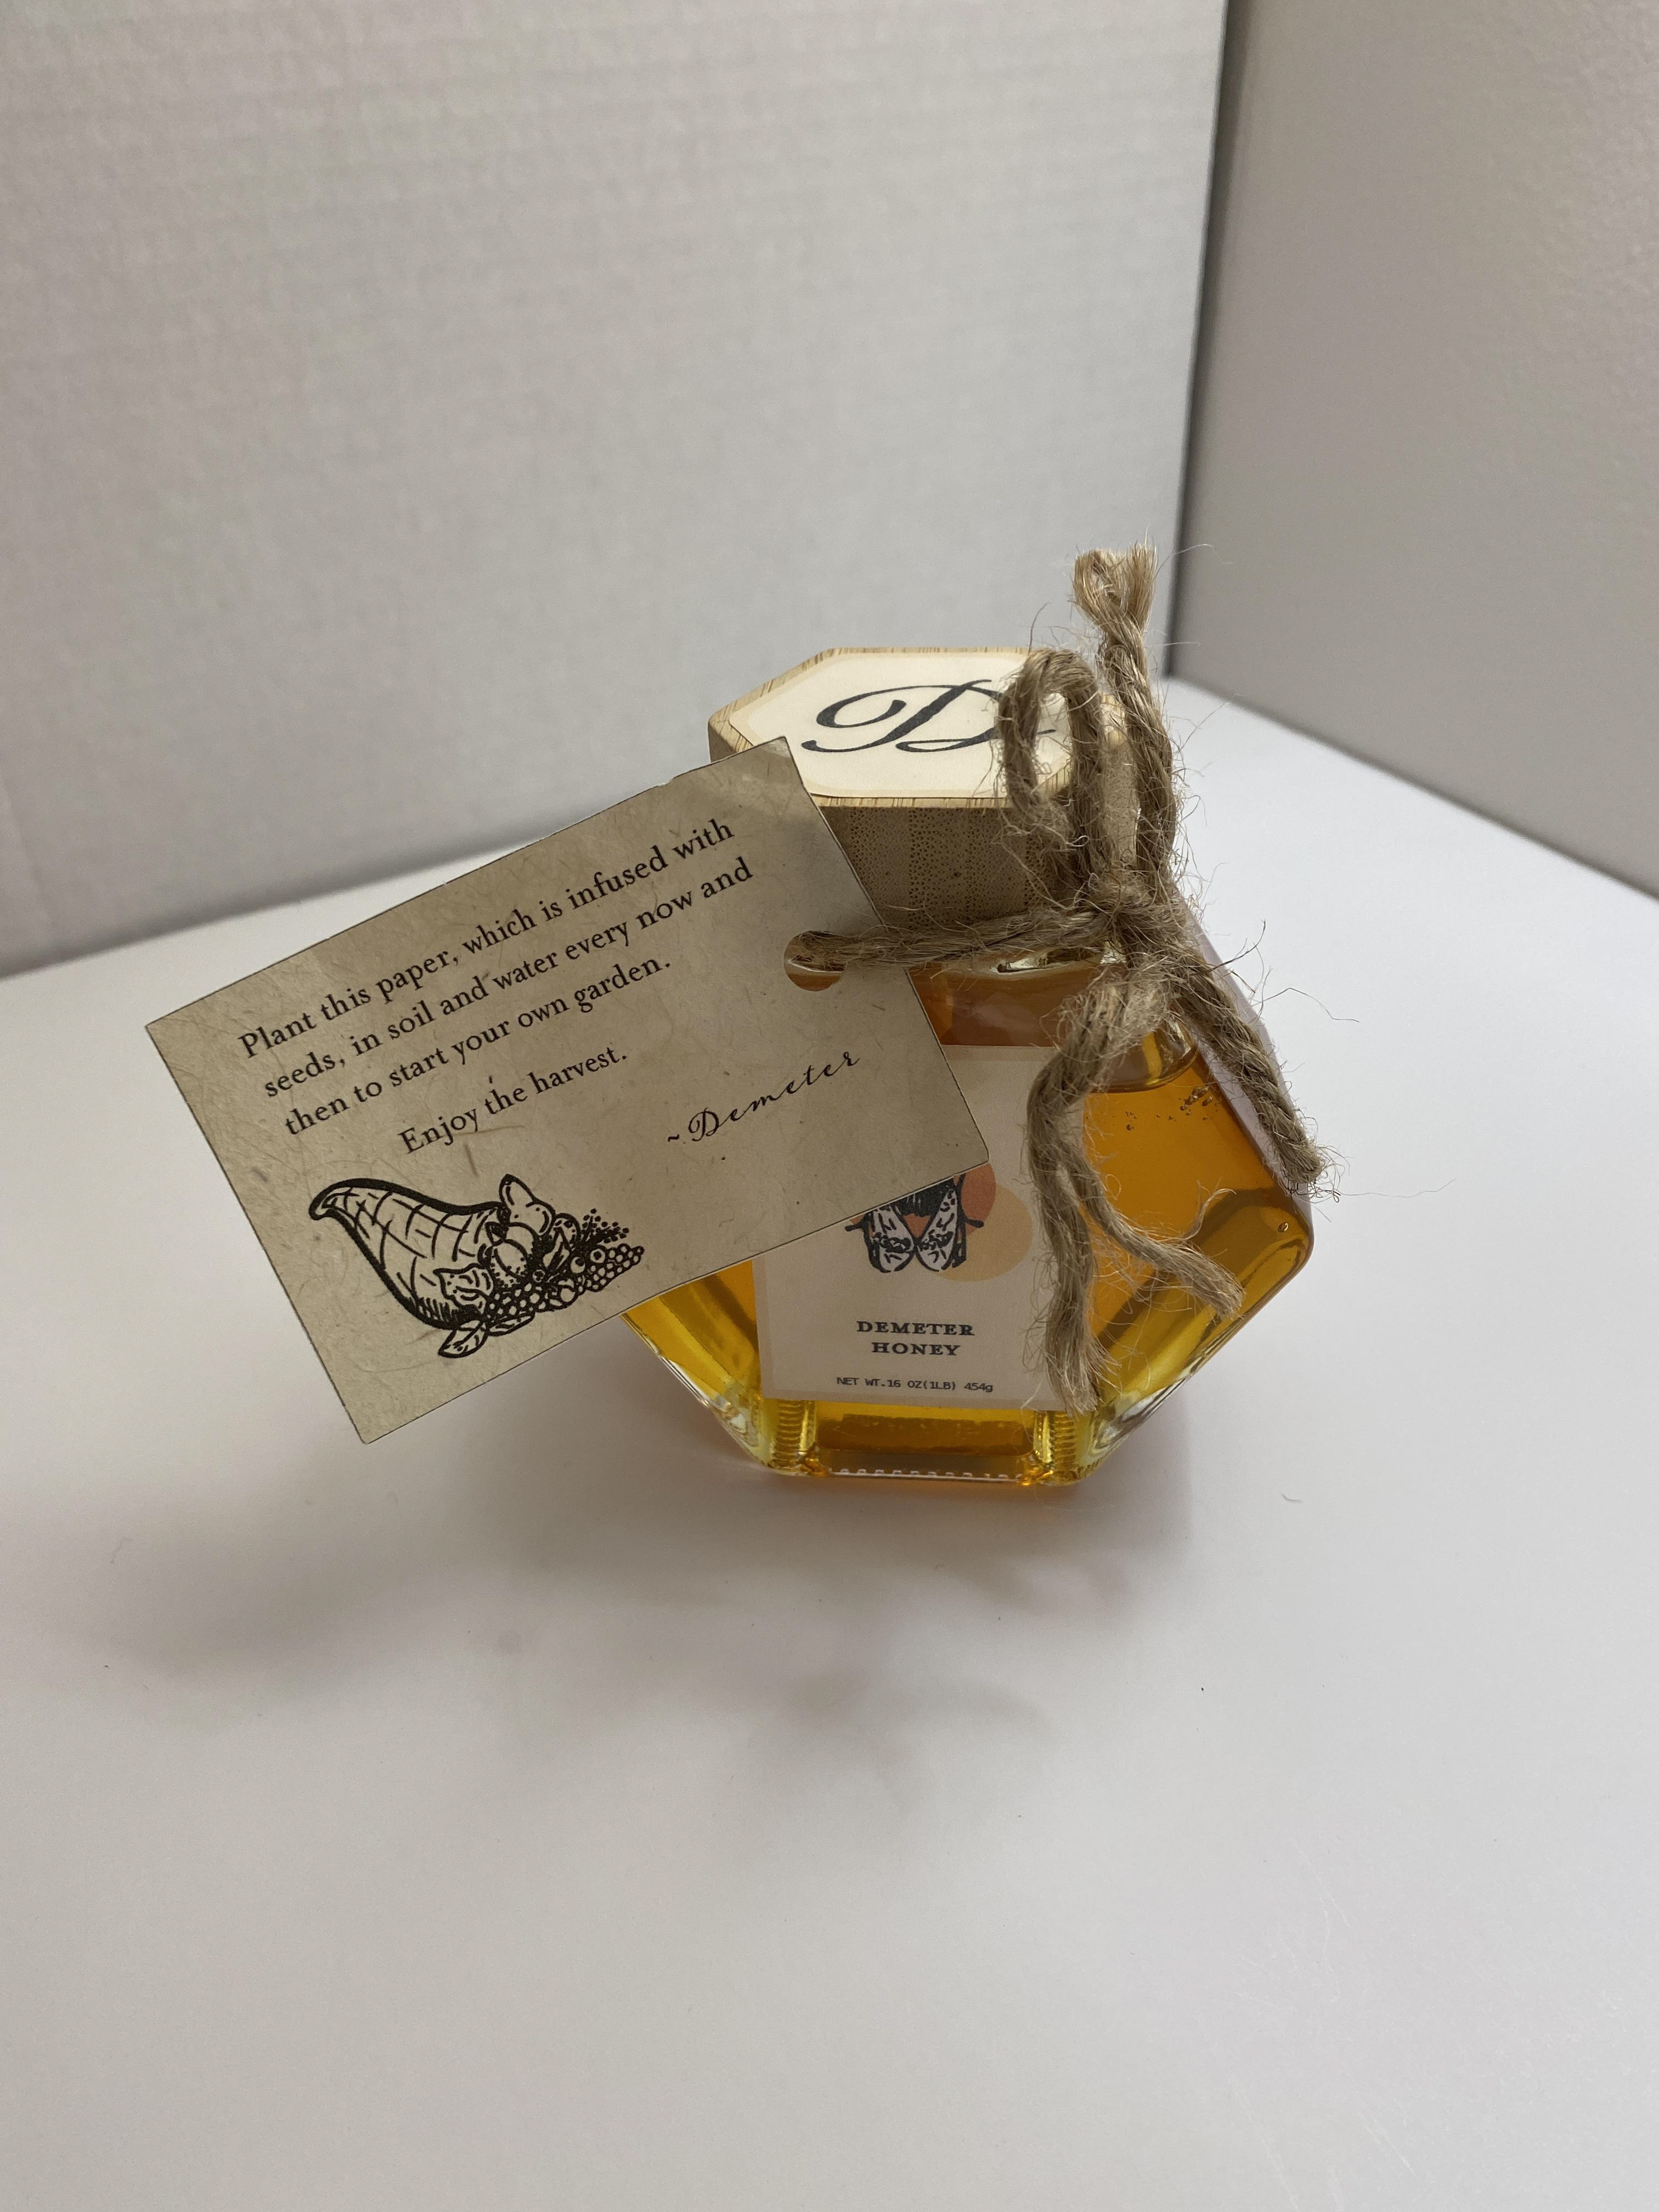 D
Plant this paper, which is infused with
seeds, in soil and water every now and
then to start your own garden.
Enjoy the harvest.
~Demeter
DEMETER
HONEY
NET WT.16 OZ(1LB) 454g